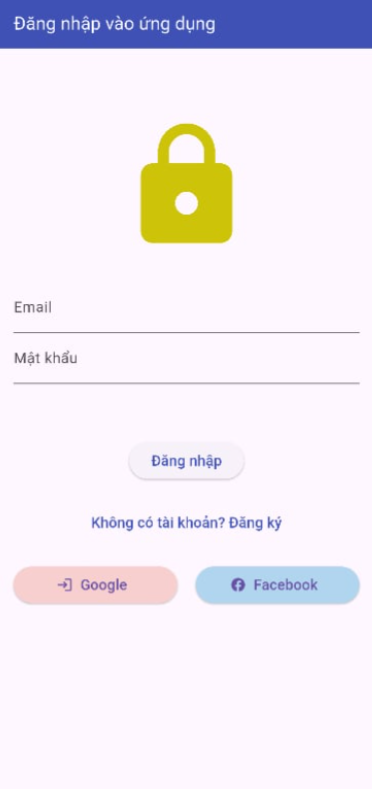 Đăng nhập vào ứng dụng
Email
Mật khẩu
Đăng nhập
Không có tài khoản? Đăng ký
Google
Facebook